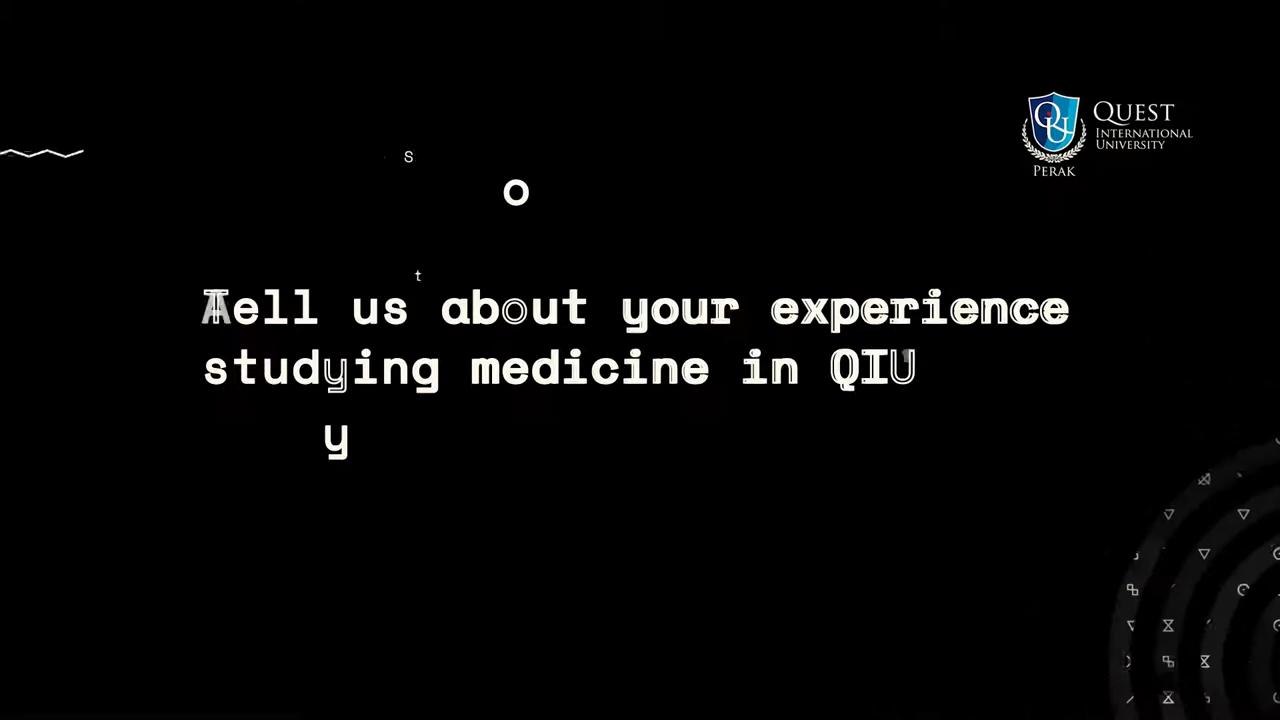 QUEST
INTERNATIONAL
UNIVERSITY
PERAK
s
o
t
Tell us about your experience
studying medicine in QIU
y